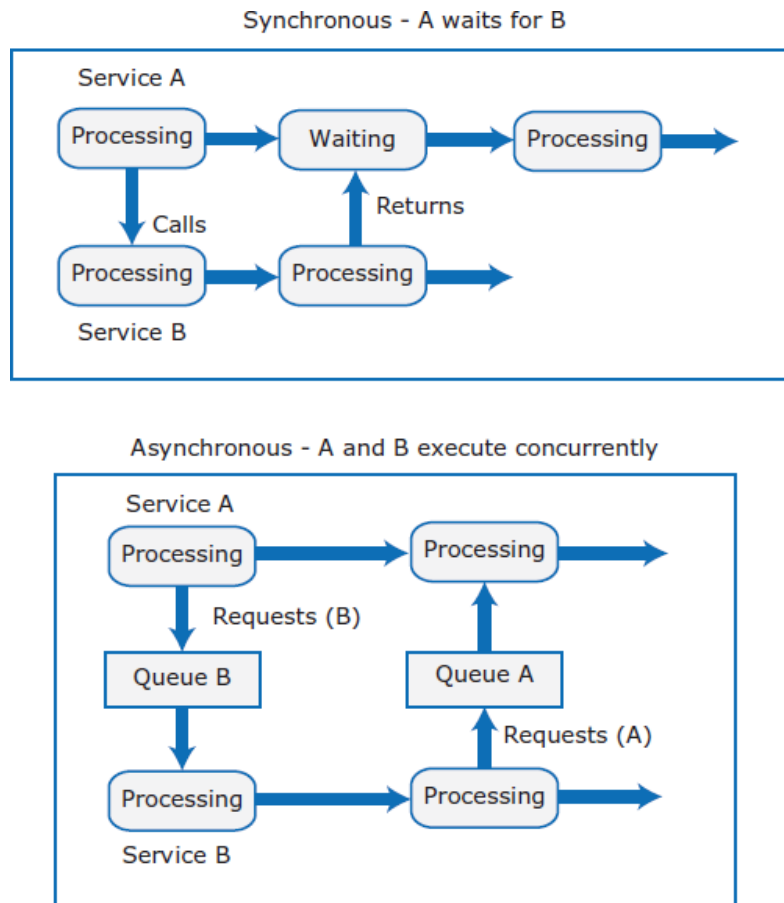 Synchronous - A waits for B
Service A
Processing
Waiting
Processing
Calls
Returns
Processing
Processing
Service B
Asynchronous - A and B execute concurrently
Service A
Processing
Processing
Requests (B)
Queue B
Queue A
Requests (A)
Processing
Processing
Service B